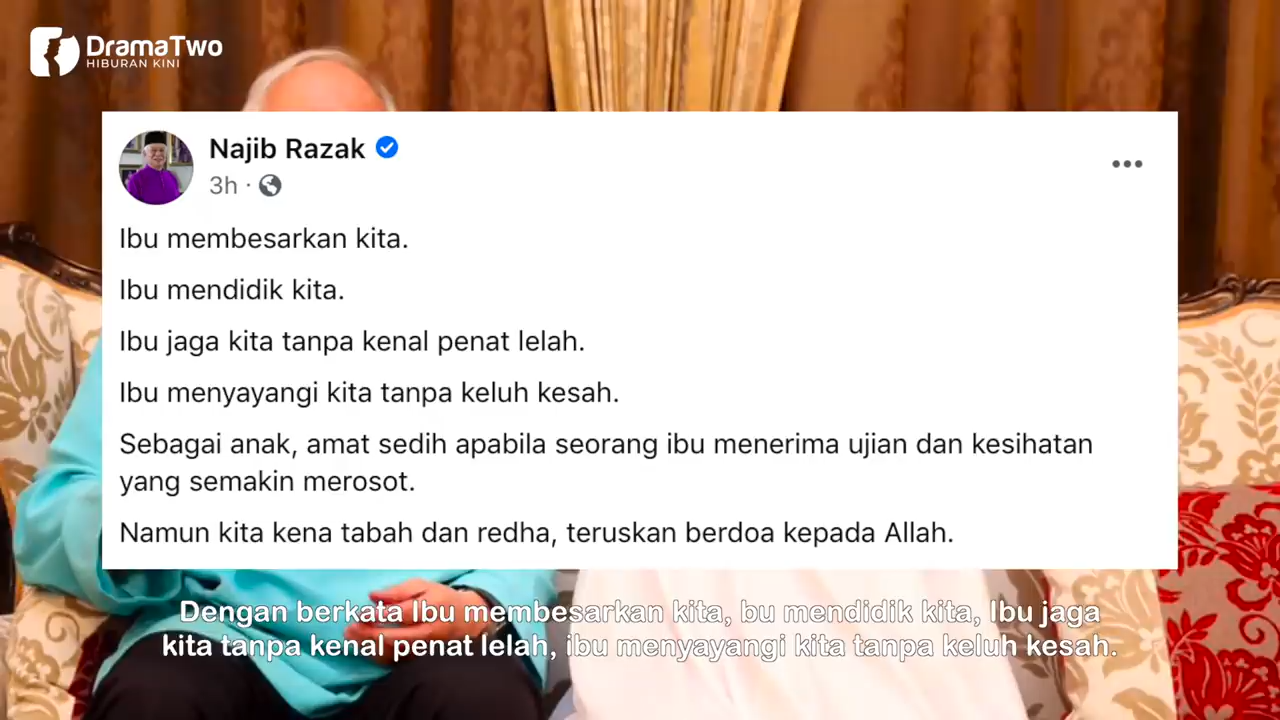 DramaTwo
HIBURAN KINI
Najib Razak
3h ·
Ibu membesarkan kita.
Ibu mendidik kita.
Ibu jaga kita tanpa kenal penat lelah.
Ibu menyayangi kita tanpa keluh kesah.
Sebagai anak, amat sedih apabila seorang ibu menerima ujian dan kesihatan
yang semakin merosot.
Namun kita kena tabah dan redha, teruskan berdoa kepada Allah.
Dengan berkata Ibu membesarkan kita, bu mendidik kita, Ibu jaga
kita tanpa kenal penat lelah, ibu menyayangi kita tanpa keluh kesah.